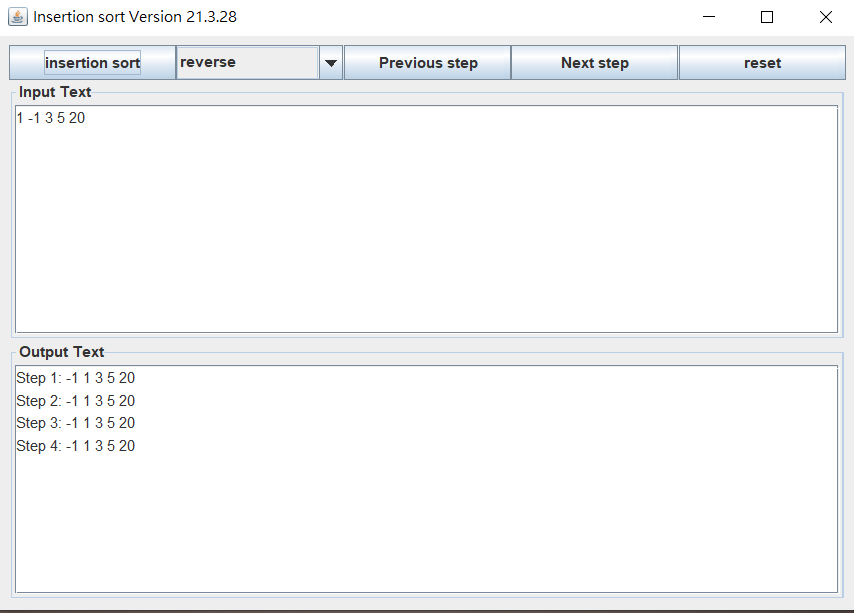 Insertion sort Version 21.3.28
insertion sort reverse Previous step Next step reset
Input Text
1 -1 3 5 20
Output Text
Step 1: -1 1 3 5 20
Step 2: -1 1 3 5 20
Step 3: -1 1 3 5 20
Step 4: -1 1 3 5 20